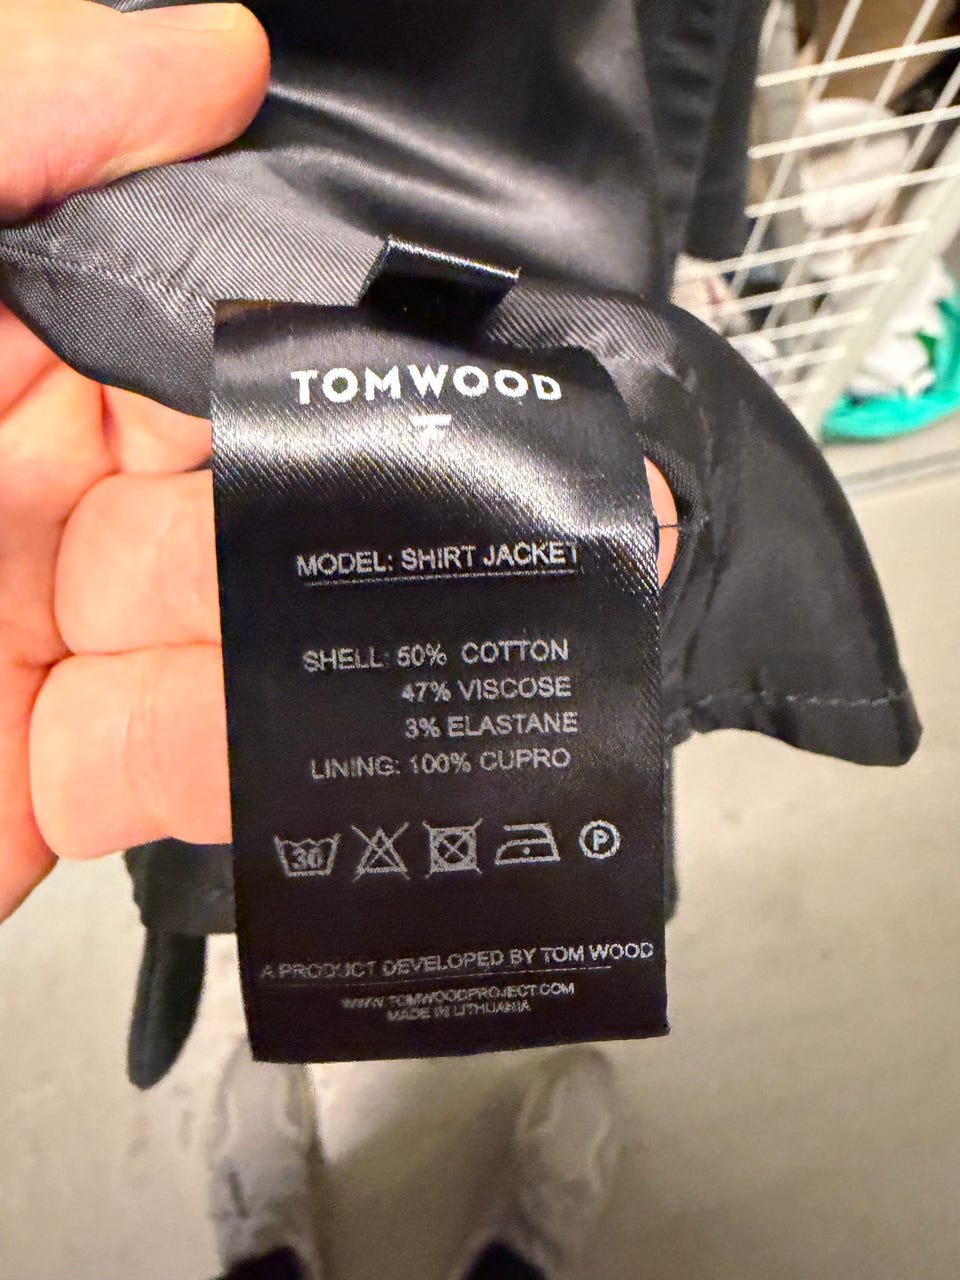 TOMWOOD
MODEL: SHIRT JACKET
SHELL: 50% COTTON
47% VISCOSE
3% ELASTANE
LINING: 100% CUPRO
30
P
A PRODUCT DEVELOPED BY TOM WOOD
WWW.TOMWOODPROJECT.COM
MADE IN LITHUANIA